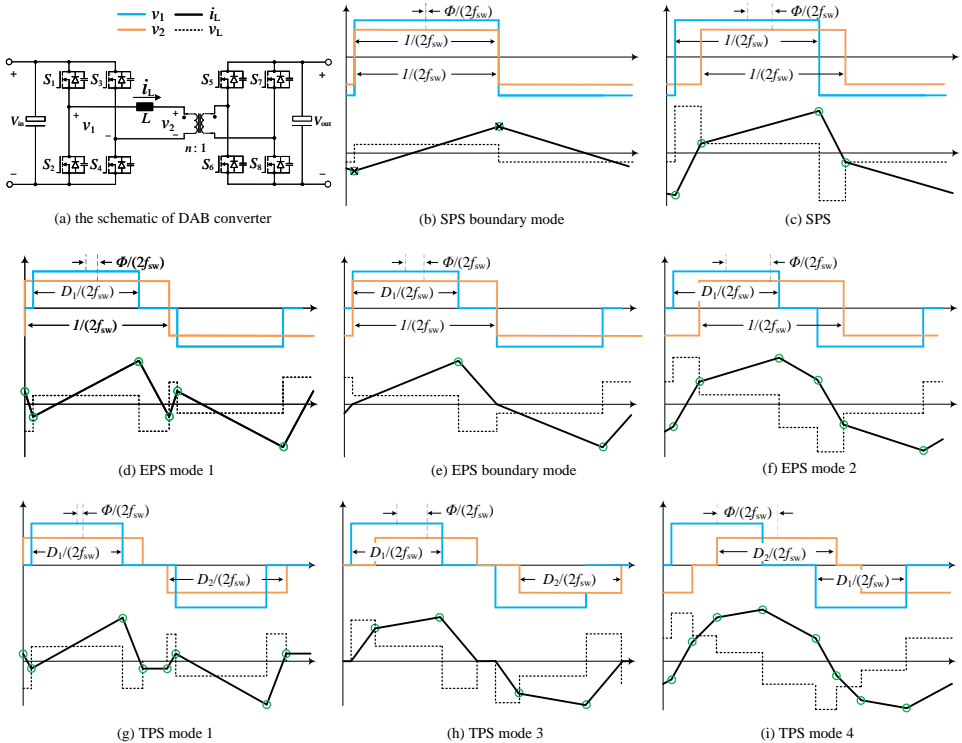 v1 iL
v2 vL
S1 S3 S5 S7
iL
+ + 
L
Vin + v1 v2 + Vout
− −
n : 1
S2 S4 S6 S8
− −
(a) the schematic of DAB converter
Φ/(2fsw)
1/(2fsw)
1/(2fsw)
(b) SPS boundary mode
Φ/(2fsw)
1/(2fsw)
1/(2fsw)
(c) SPS
Φ/(2fsw)
D1/(2fsw)
1/(2fsw)
(d) EPS mode 1
Φ/(2fsw)
D1/(2fsw)
1/(2fsw)
(e) EPS boundary mode
Φ/(2fsw)
D1/(2fsw)
1/(2fsw)
(f) EPS mode 2
Φ/(2fsw)
D1/(2fsw)
D2/(2fsw)
(g) TPS mode 1
Φ/(2fsw)
D1/(2fsw)
D2/(2fsw)
(h) TPS mode 3
Φ/(2fsw)
D2/(2fsw)
D1/(2fsw)
(i) TPS mode 4